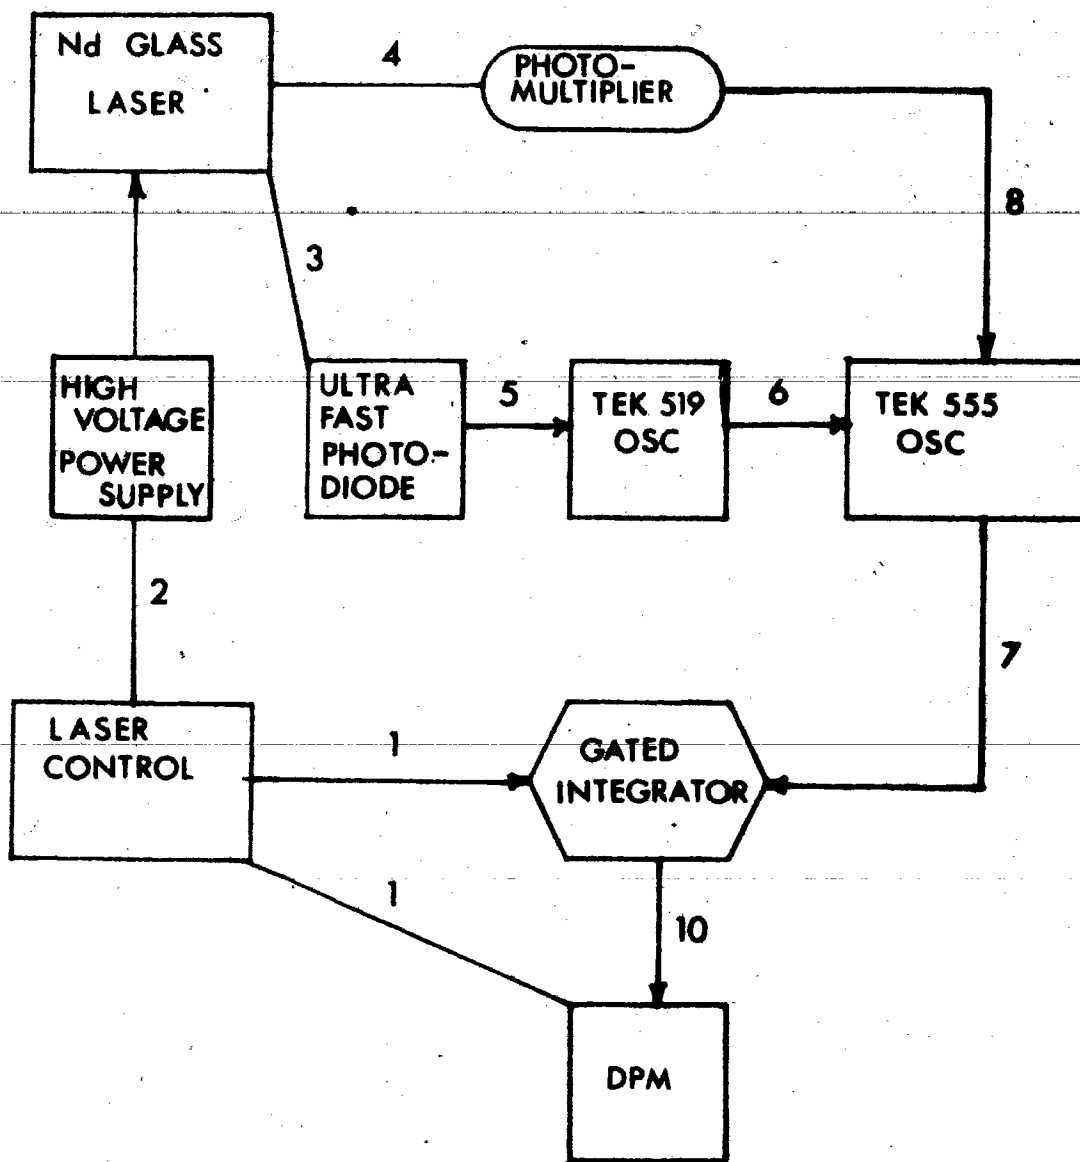 Nd GLASS
LASER
4
PHOTO-
MULTIPLIER
8
3
HIGH
VOLTAGE
POWER
SUPPLY
ULTRA
FAST
PHOTO-
DIODE
5
TEK 519
OSC
6
TEK 555
OSC
2
7
LASER
CONTROL
1
GATED
INTEGRATOR
1
10
DPM